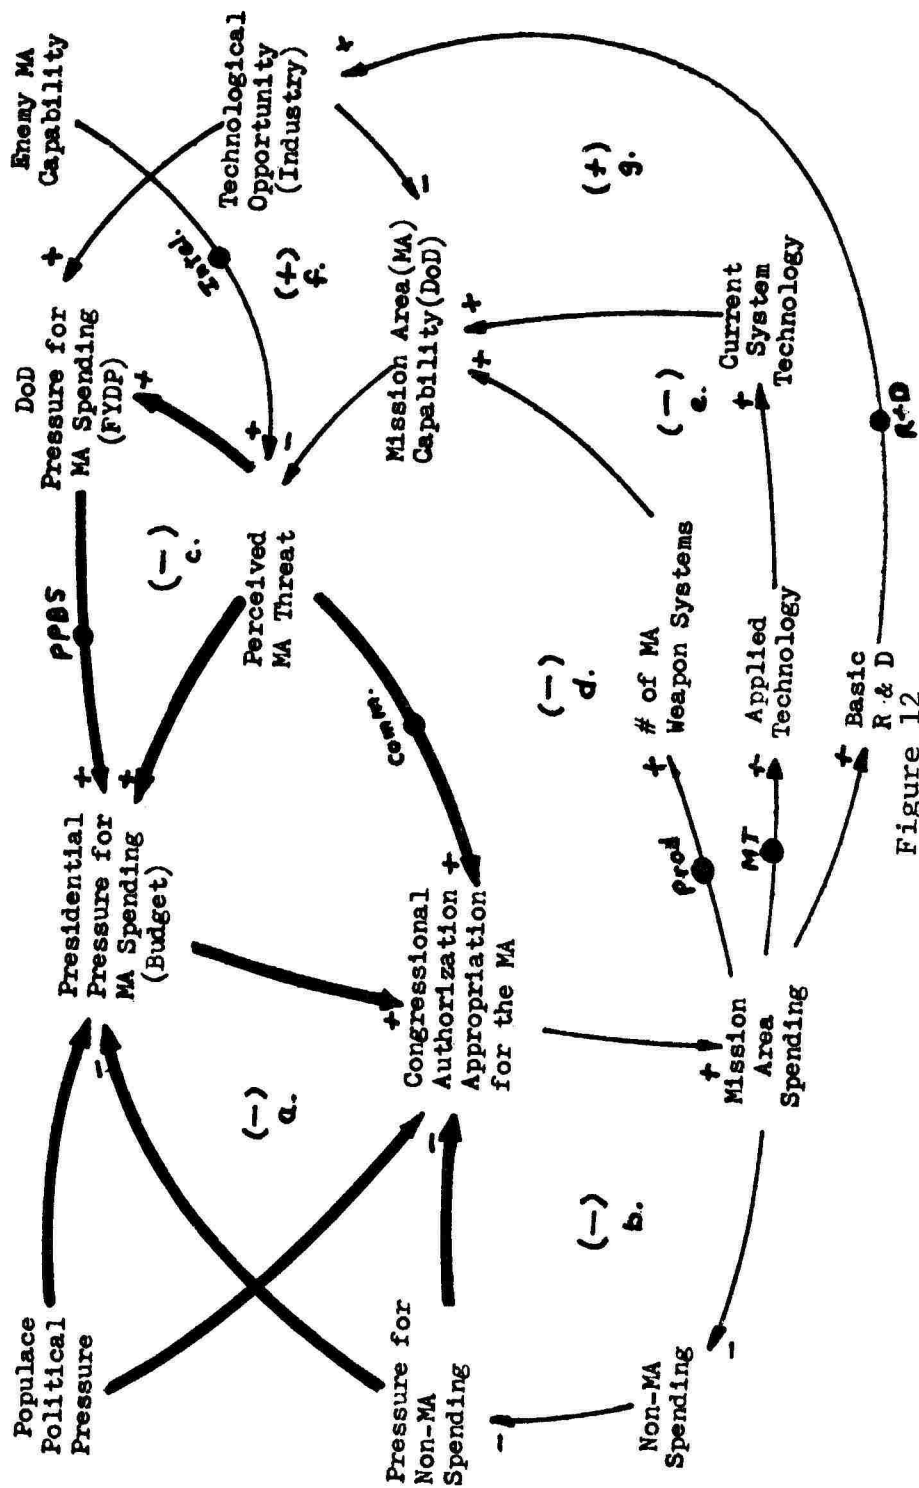 Populace
Political
Pressure
Presidential
Pressure for
MA Spending
(Budget)
+
+
-
PPBS
DoD
Pressure for
MA Spending
(FYDP)
+
+
Enemy MA
Capability
Technological
Opportunity
(Industry)
+
Intel.
(+)
f.
(-)
c.
(-)
a.
Perceived
MA Threat
+
-
Pressure for
Non-MA
Spending
-
Congressional
Authorization
Appropriation
for the MA
+
+
-
comm.
Mission Area(MA)
Capability(DoD)
-
+
+
(+)
g.
(-)
e.
(-)
d.
(-)
b.
# of MA
Weapon Systems
+
Prod
Current
System
Technology
+
Non-MA
Spending
-
Mission
Area
Spending
+
MT
Applied
Technology
+
Basic
R & D
+
R+D
Figure 12